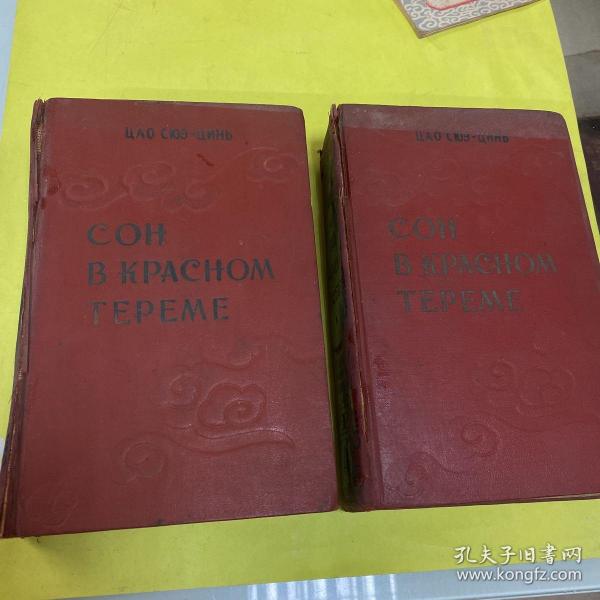 ЦАО СЮЭ-ЦИНЬ
СОН
В КРАСНОМ
ТЕРЕМЕ
ЦАО СЮЭ-ЦИНЬ
СОН
В КРАСНОМ
ТЕРЕМЕ
孔夫子旧書网
www.kongfz.com